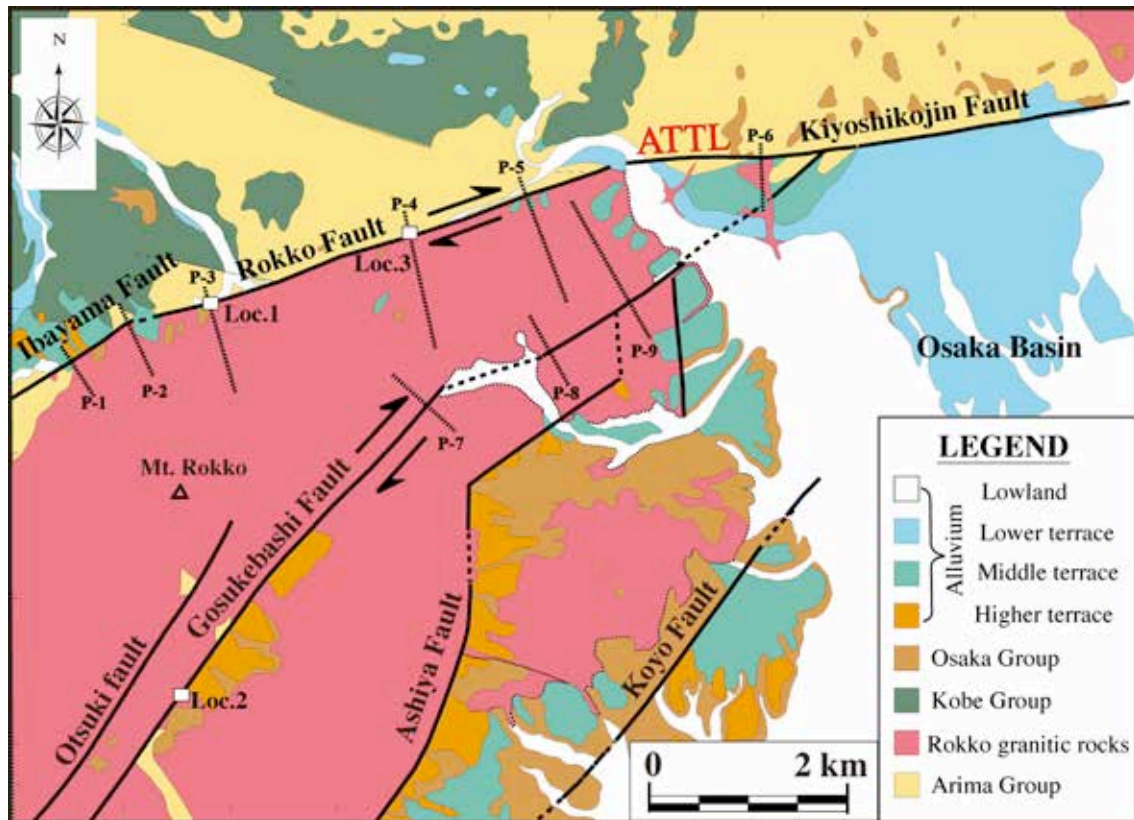 N
ATTL
P-6
Kiyoshikojin Fault
P-5
P-4
Rokko Fault
Loc.3
P-3
Loc.1
Ibayama Fault
P-1
P-2
P-9
P-8
P-7
Osaka Basin
Mt. Rokko
Gosukebashi Fault
Otsuki fault
Loc.2
Ashiya Fault
Koyo Fault
0 2 km
LEGEND
Lowland
Lower terrace
Middle terrace
Higher terrace
Alluvium
Osaka Group
Kobe Group
Rokko granitic rocks
Arima Group